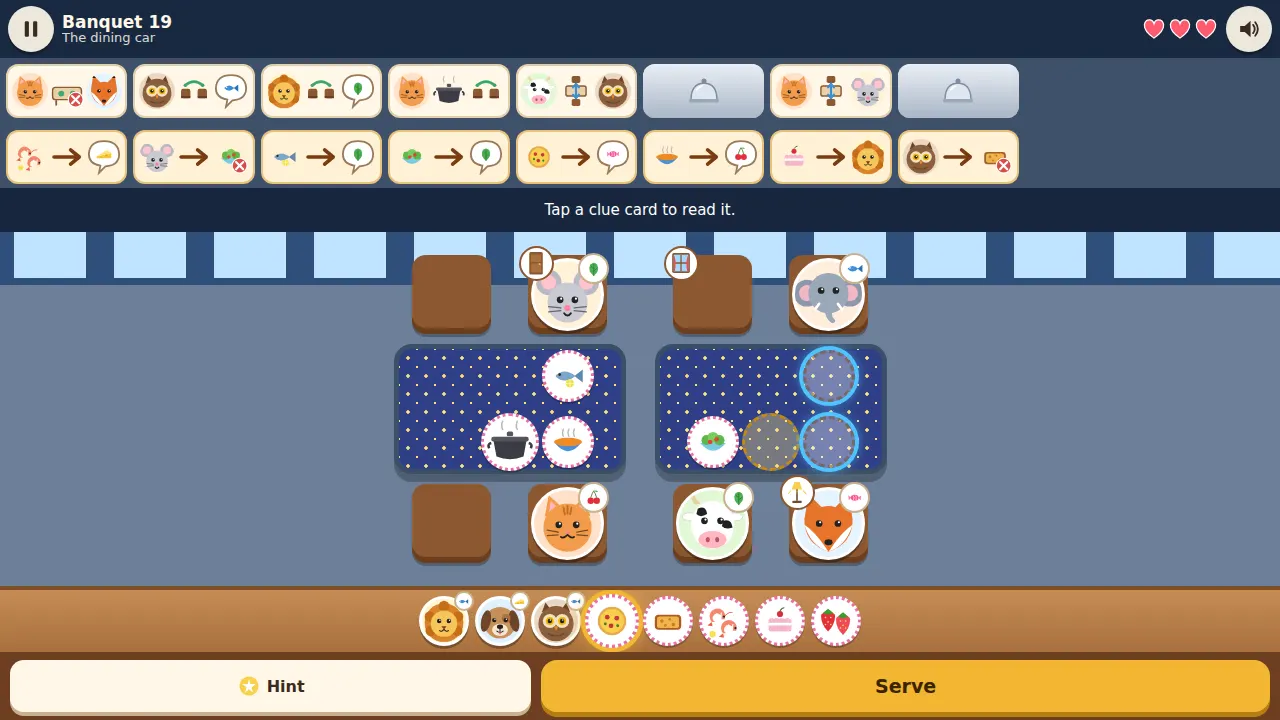 Banquet 19
The dining car
Tap a clue card to read it.
Hint
Serve